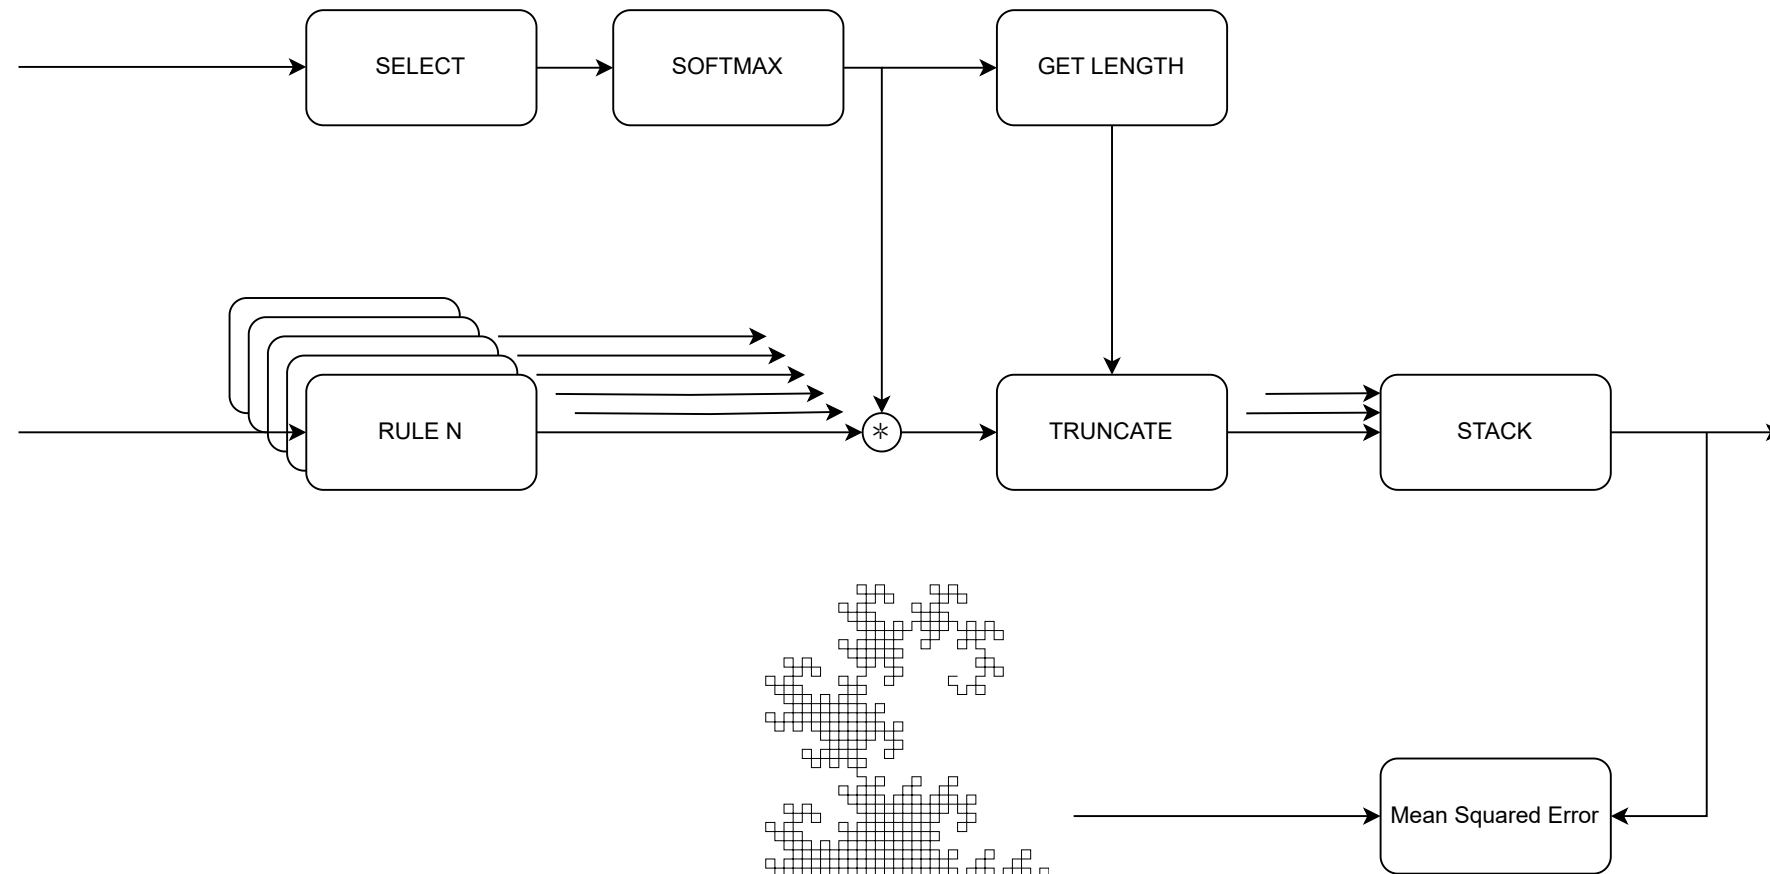 SELECT
SOFTMAX
GET LENGTH
RULE N
*
TRUNCATE
STACK
Mean Squared Error